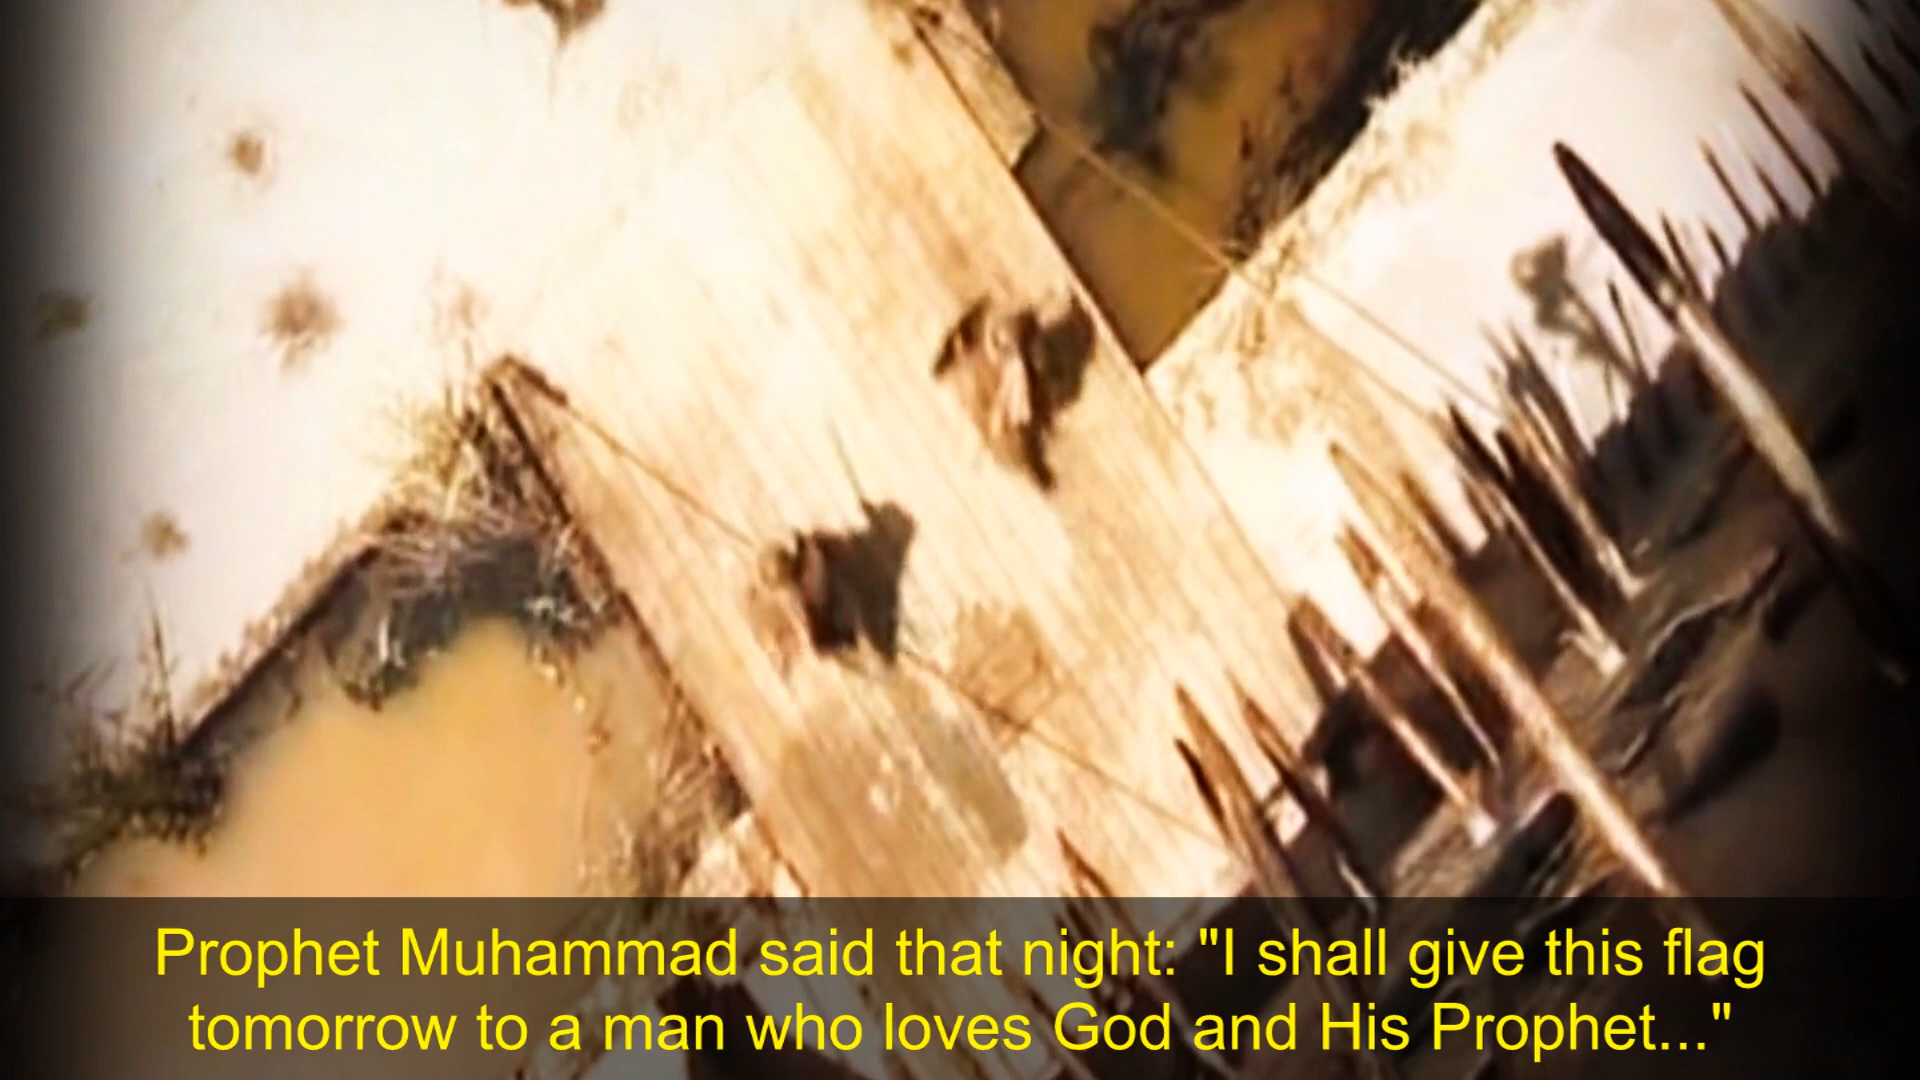 Prophet Muhammad said that night: "I shall give this flag
tomorrow to a man who loves God and His Prophet..."